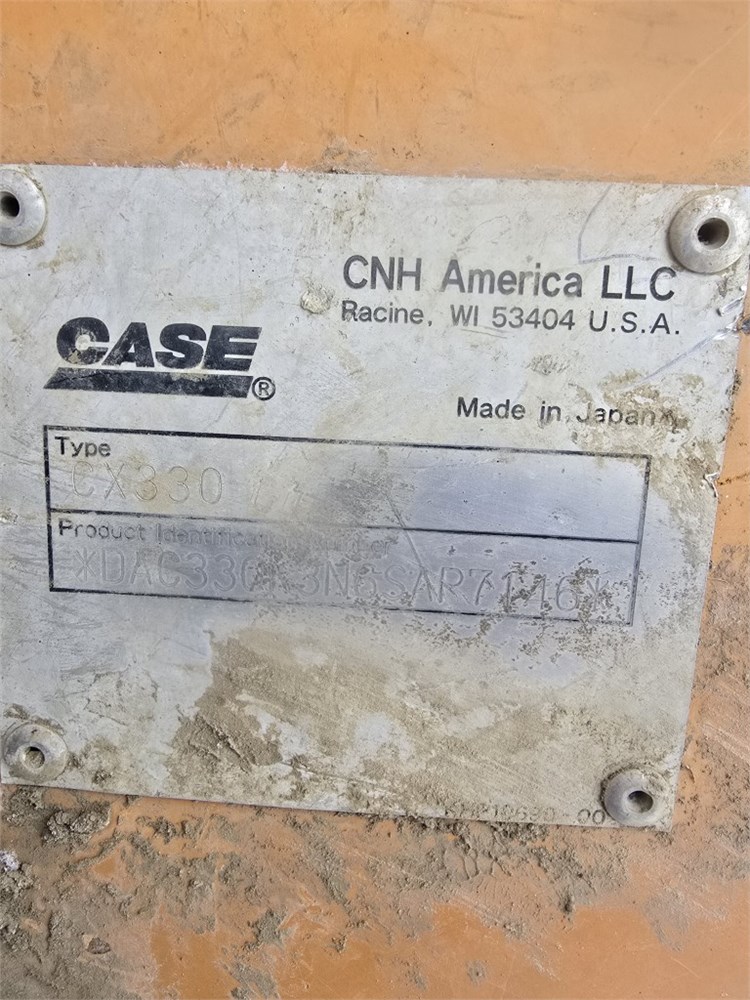 CNH America LLC
Racine, WI 53404 U.S.A.
CASE®
Made in Japan
Type
CX330
Product Identification Number